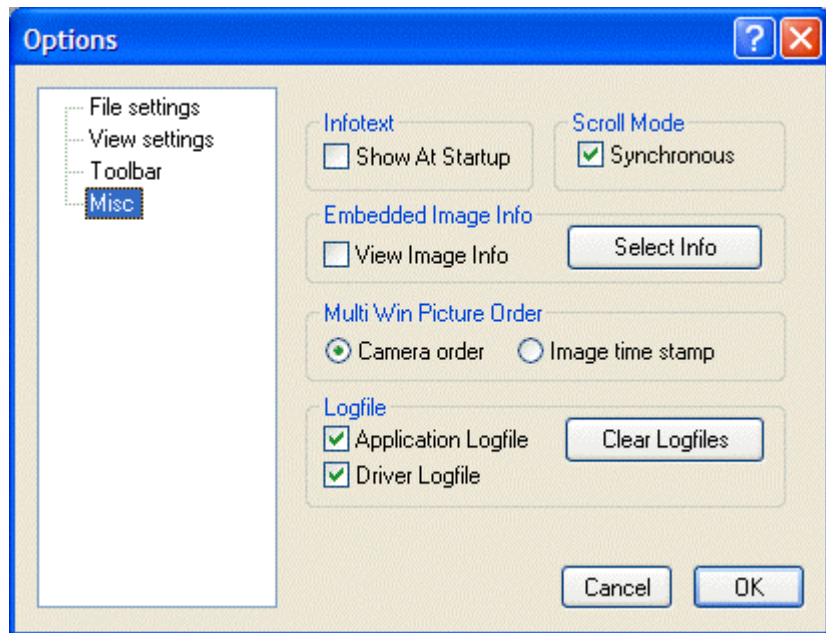 Options
?
File settings
View settings
Toolbar
Misc
Infotext
Show At Startup
Scroll Mode
Synchronous
Embedded Image Info
View Image Info
Select Info
Multi Win Picture Order
Camera order
Image time stamp
Logfile
Application Logfile
Driver Logfile
Clear Logfiles
Cancel
OK